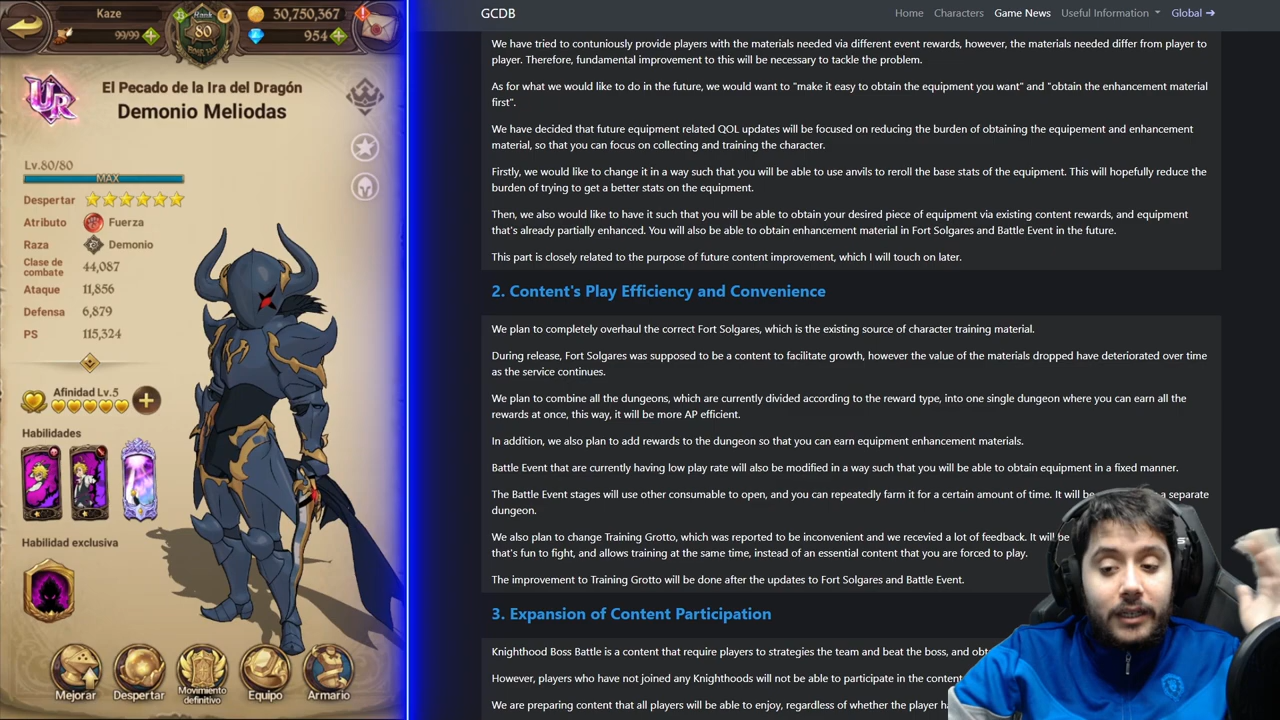 Kaze
99/99
Rank
80
30,750,367
954
UR
El Pecado de la Ira del Dragón
Demonio Meliodas
Lv.80/80
MAX
Despertar
Atributo Fuerza
Raza Demonio
Clase de
combate 44,087
Ataque 11,856
Defensa 6,879
PS 115,324
Afinidad Lv.5
Habilidades
Habilidad exclusiva
Mejorar
Despertar
Movimiento
definitivo
Equipo
Armario
GCDB
Home Characters Game News Useful Information Global →
We have tried to contuniously provide players with the materials needed via different event rewards, however, the materials needed differ from player to
player. Therefore, fundamental improvement to this will be necessary to tackle the problem.
As for what we would like to do in the future, we would want to "make it easy to obtain the equipment you want" and "obtain the enhancement material
first".
We have decided that future equipment related QOL updates will be focused on reducing the burden of obtaining the equipement and enhancement
material, so that you can focus on collecting and training the character.
Firstly, we would like to change it in a way such that you will be able to use anvils to reroll the base stats of the equipment. This will hopefully reduce the
burden of trying to get a better stats on the equipment.
Then, we also would like to have it such that you will be able to obtain your desired piece of equipment via existing content rewards, and equipment
that's already partially enhanced. You will also be able to obtain enhancement material in Fort Solgares and Battle Event in the future.
This part is closely related to the purpose of future content improvement, which I will touch on later.
2. Content's Play Efficiency and Convenience
We plan to completely overhaul the correct Fort Solgares, which is the existing source of character training material.
During release, Fort Solgares was supposed to be a content to facilitate growth, however the value of the materials dropped have deteriorated over time
as the service continues.
We plan to combine all the dungeons, which are currently divided according to the reward type, into one single dungeon where you can earn all the
rewards at once, this way, it will be more AP efficient.
In addition, we also plan to add rewards to the dungeon so that you can earn equipment enhancement materials.
Battle Event that are currently having low play rate will also be modified in a way such that you will be able to obtain equipment in a fixed manner.
The Battle Event stages will use other consumable to open, and you can repeatedly farm it for a certain amount of time. It will be a separate
dungeon.
We also plan to change Training Grotto, which was reported to be inconvenient and we recevied a lot of feedback. It will be
that's fun to fight, and allows training at the same time, instead of an essential content that you are forced to play.
The improvement to Training Grotto will be done after the updates to Fort Solgares and Battle Event.
3. Expansion of Content Participation
Knighthood Boss Battle is a content that require players to strategies the team and beat the boss, and
However, players who have not joined any Knighthoods will not be able to participate in the content
We are preparing content that all players will be able to enjoy, regardless of whether the player